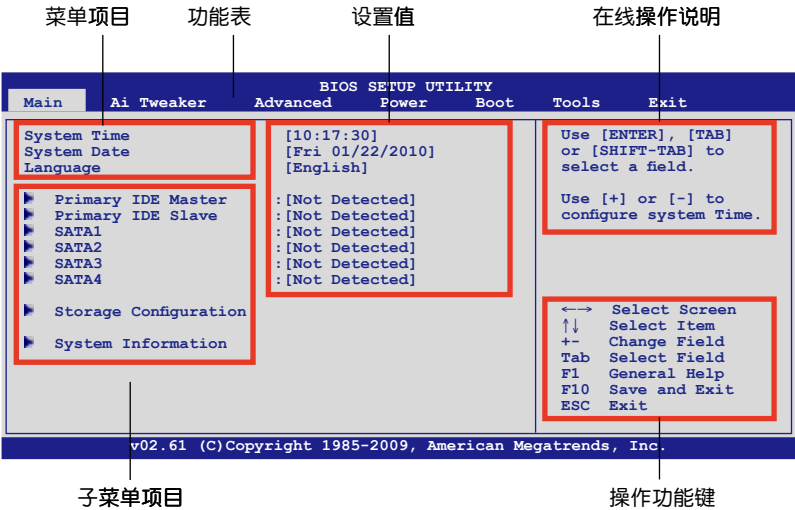 菜单项目 功能表 设置值 在线操作说明
BIOS SETUP UTILITY
Main Ai Tweaker Advanced Power Boot Tools Exit
System Time [10:17:30]
System Date [Fri 01/22/2010]
Language [English]
Primary IDE Master :[Not Detected]
Primary IDE Slave :[Not Detected]
SATA1 :[Not Detected]
SATA2 :[Not Detected]
SATA3 :[Not Detected]
SATA4 :[Not Detected]
Storage Configuration
System Information
Use [ENTER], [TAB]
or [SHIFT-TAB] to
select a field.
Use [+] or [-] to
configure system Time.
←→ Select Screen
↑↓ Select Item
+- Change Field
Tab Select Field
F1 General Help
F10 Save and Exit
ESC Exit
v02.61 (C)Copyright 1985-2009, American Megatrends, Inc.
子菜单项目 操作功能键